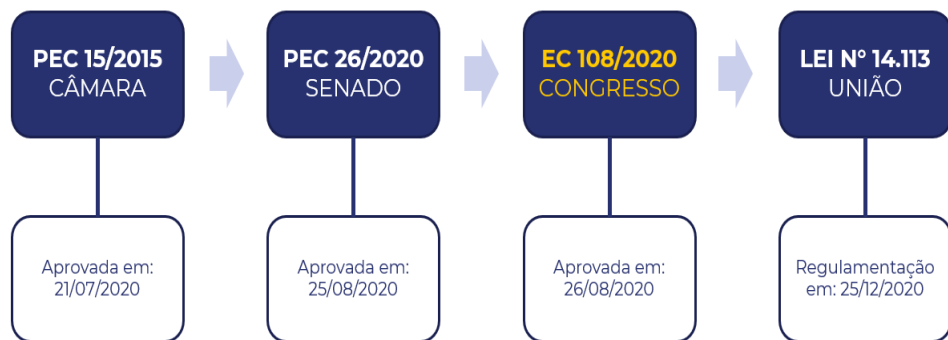 PEC 15/2015
CÂMARA
PEC 26/2020
SENADO
EC 108/2020
CONGRESSO
LEI N° 14.113
UNIÃO
Aprovada em:
21/07/2020
Aprovada em:
25/08/2020
Aprovada em:
26/08/2020
Regulamentação
em: 25/12/2020